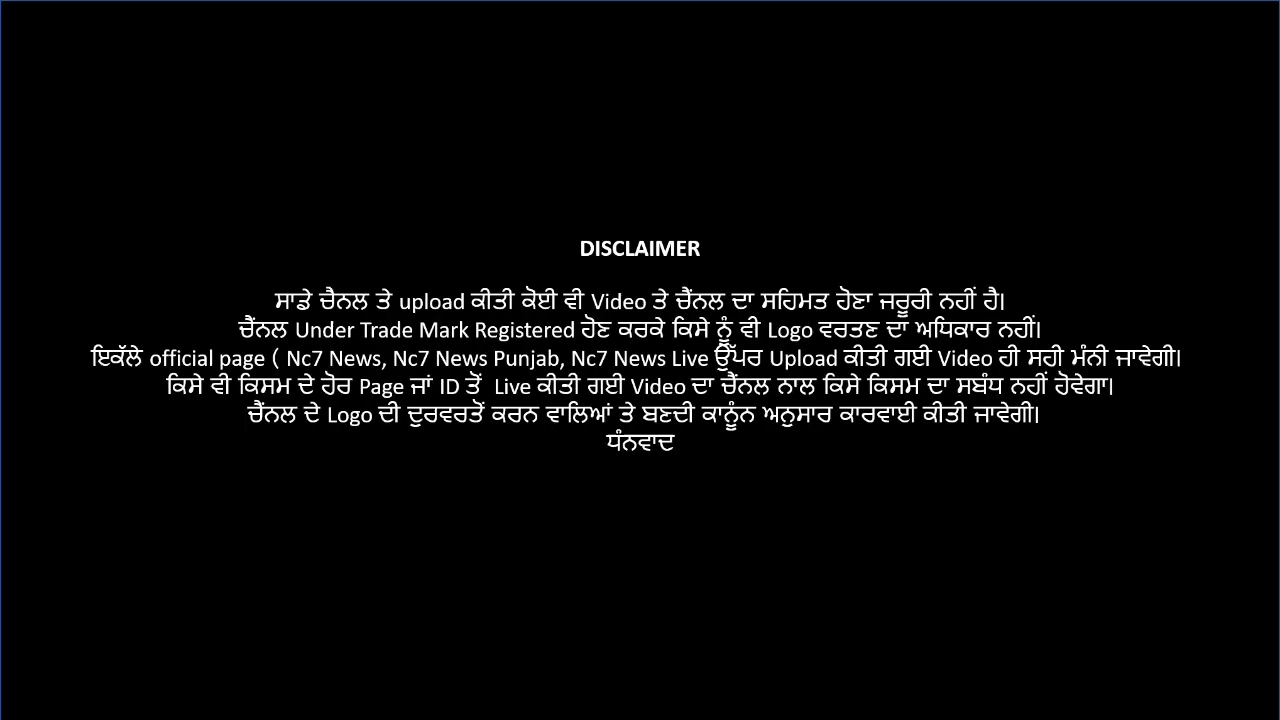 DISCLAIMER
ਸਾਡੇ ਚੈਨਲ ਤੇ upload ਕੀਤੀ ਕੋਈ ਵੀ Video ਤੇ ਚੈਂਨਲ ਦਾ ਸਹਿਮਤ ਹੋਣਾ ਜਰੂਰੀ ਨਹੀਂ ਹੈ।
ਚੈਂਨਲ Under Trade Mark Registered ਹੋਣ ਕਰਕੇ ਕਿਸੇ ਨੂੰ ਵੀ Logo ਵਰਤਣ ਦਾ ਅਧਿਕਾਰ ਨਹੀਂ।
ਇਕੱਲੇ official page ( Nc7 News, Nc7 News Punjab, Nc7 News Live ਉੱਪਰ Upload ਕੀਤੀ ਗਈ Video ਹੀ ਸਹੀ ਮੰਨੀ ਜਾਵੇਗੀ।
ਕਿਸੇ ਵੀ ਕਿਸਮ ਦੇ ਹੋਰ Page ਜਾਂ ID ਤੋਂ Live ਕੀਤੀ ਗਈ Video ਦਾ ਚੈਂਨਲ ਨਾਲ ਕਿਸੇ ਕਿਸਮ ਦਾ ਸਬੰਧ ਨਹੀਂ ਹੋਵੇਗਾ।
ਚੈਂਨਲ ਦੇ Logo ਦੀ ਦੁਰਵਰਤੋਂ ਕਰਨ ਵਾਲਿਆਂ ਤੇ ਬਣਦੀ ਕਾਨੂੰਨ ਅਨੁਸਾਰ ਕਾਰਵਾਈ ਕੀਤੀ ਜਾਵੇਗੀ।
ਧੰਨਵਾਦ